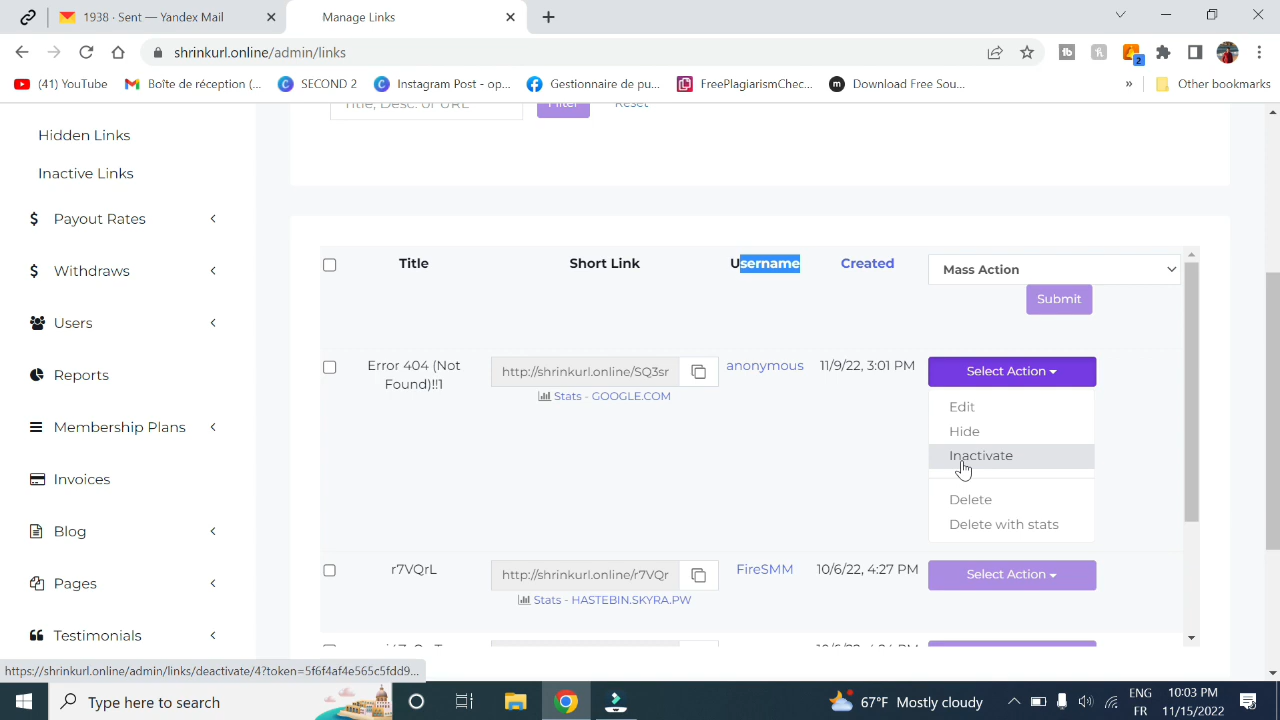 1938 · Sent — Yandex Mail
Manage Links
shrinkurl.online/admin/links
2
(41) YouTube
Boîte de réception (...
SECOND 2
Instagram Post - op...
Gestionnaire de pu...
FreePlagiarismChec...
Download Free Sou...
»
Other bookmarks
Title, Desc. or URL
Filter
Reset
Hidden Links
Inactive Links
Payout Rates
Withdraws
Users
Reports
Membership Plans
Invoices
Blog
Pages
Testimonials
Title
Short Link
Username
Created
Mass Action
Submit
Error 404 (Not
Found)!!1
http://shrinkurl.online/SQ3sr
Stats - GOOGLE.COM
anonymous
11/9/22, 3:01 PM
Select Action
Edit
Hide
Inactivate
Delete
Delete with stats
r7VQrL
http://shrinkurl.online/r7VQr
Stats - HASTEBIN.SKYRA.PW
FireSMM
10/6/22, 4:27 PM
Select Action
https://shrinkurl.online/admin/links/deactivate/4?token=5f6f4af4e565c5fdd9...
Type here to search
67°F Mostly cloudy
ENG
FR
10:03 PM
11/15/2022